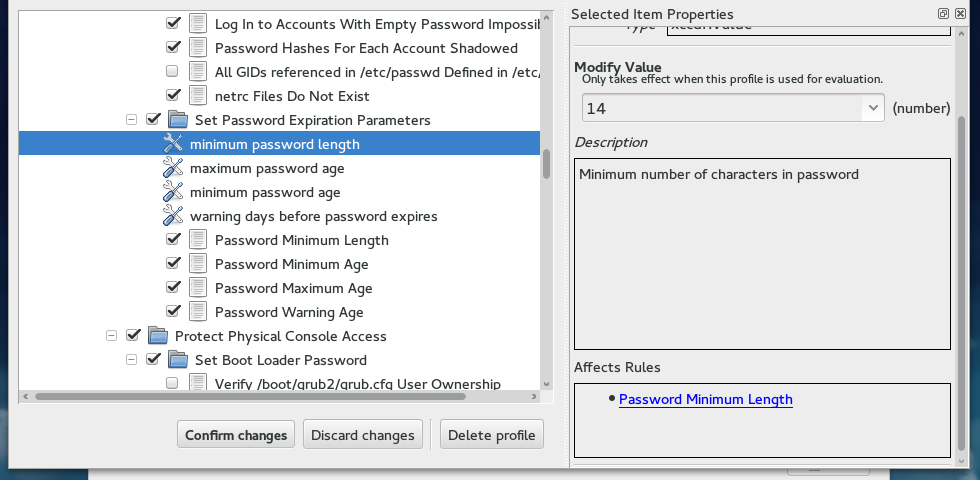 Log In to Accounts With Empty Password
Password Hashes For Each Account Shadowed
All GIDs referenced in /etc/passwd Defined in /etc/
netrc Files Do Not Exist
Set Password Expiration Parameters
minimum password length
maximum password age
minimum password age
warning days before password expires
Password Minimum Length
Password Minimum Age
Password Maximum Age
Password Warning Age
Protect Physical Console Access
Set Boot Loader Password
Verify /boot/grub2/grub.cfg User Ownership
Confirm changes
Discard changes
Delete profile
Selected Item Properties
Type xccdf:Value
Modify Value
Only takes effect when this profile is used for evaluation.
14 (number)
Description
Minimum number of characters in password
Affects Rules
• Password Minimum Length